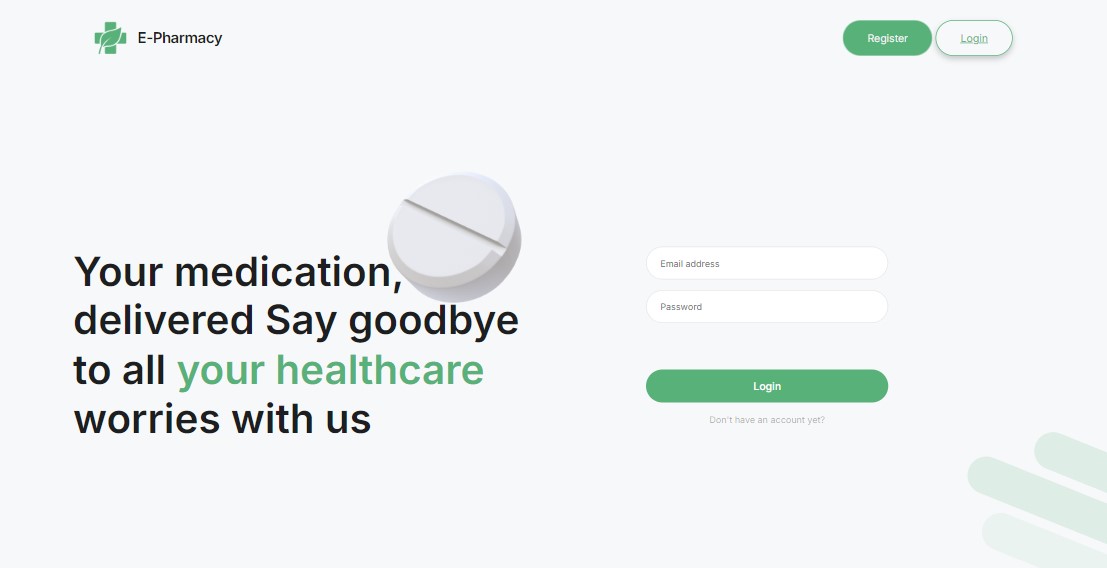 E-Pharmacy
Register
Login
Your medication,
delivered Say goodbye
to all your healthcare
worries with us
Email address
Password
Login
Don't have an account yet?